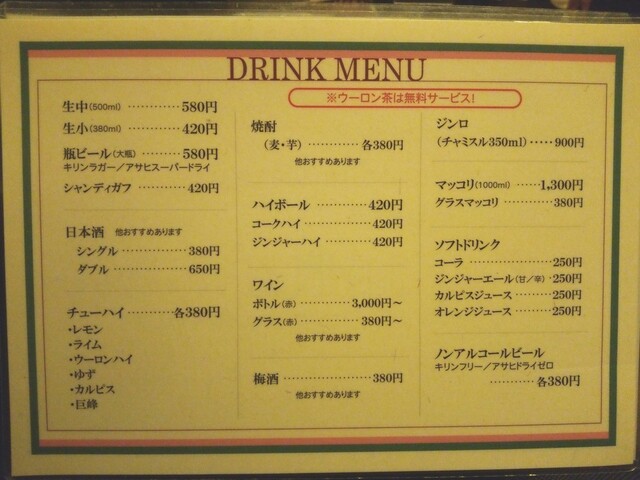 DRINK MENU
※ウーロン茶は無料サービス!
生中(500ml) ············ 580円
生小(380ml) ············ 420円
瓶ビール(大瓶) ·········· 580円
キリンラガー／アサヒスーパードライ
シャンディガフ ··········· 420円
日本酒 他おすすめあります
シングル ················ 380円
ダブル ················· 650円
チューハイ ··········各380円
・レモン
・ライム
・ウーロンハイ
・ゆず
・カルピス
・巨峰
焼酎
(麦・芋) ············ 各380円
他おすすめあります
ハイボール ············ 420円
コークハイ ·············· 420円
ジンジャーハイ ·········· 420円
ワイン
ボトル(赤) ············ 3,000円～
グラス(赤) ············· 380円～
他おすすめあります
梅酒 ·················· 380円
他おすすめあります
ジンロ
(チャミスル350ml) ····· 900円
マッコリ(1000ml) ······ 1,300円
グラスマッコリ ··········· 380円
ソフトドリンク
コーラ ················· 250円
ジンジャーエール(甘／辛) ·250円
カルピスジュース ········ 250円
オレンジジュース ········ 250円
ノンアルコールビール
キリンフリー／アサヒドライゼロ
············ 各380円